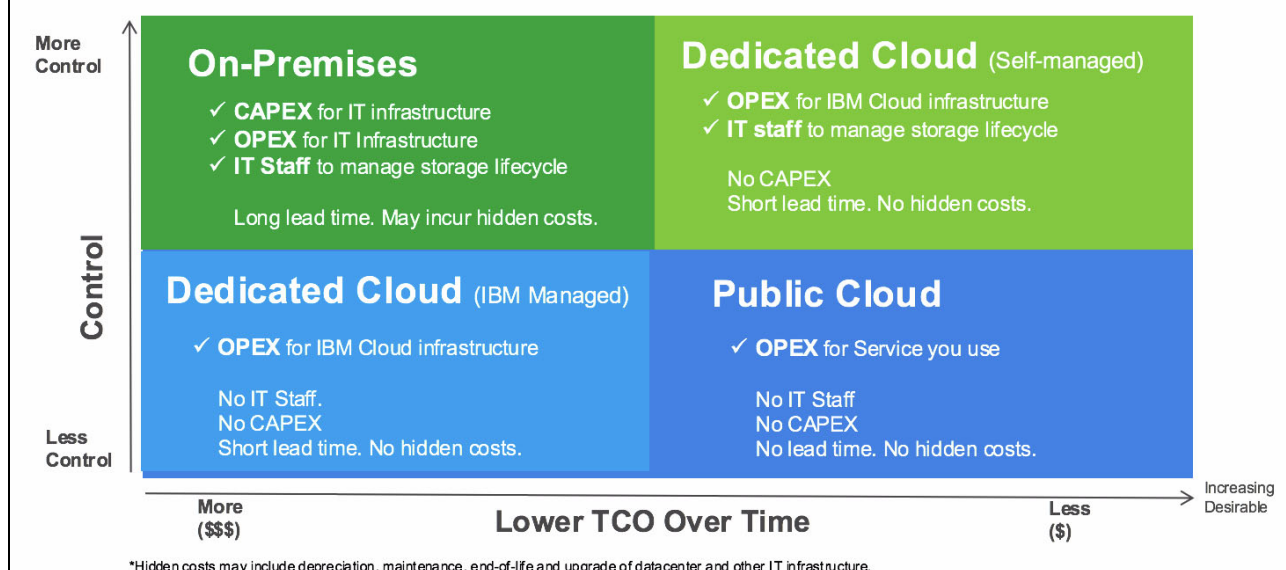 More
Control
On-Premises
✓ CAPEX for IT infrastructure
✓ OPEX for IT Infrastructure
✓ IT Staff to manage storage lifecycle
Long lead time. May incur hidden costs.
Dedicated Cloud (Self-managed)
✓ OPEX for IBM Cloud infrastructure
✓ IT staff to manage storage lifecycle
No CAPEX
Short lead time. No hidden costs.
Control
Dedicated Cloud (IBM Managed)
✓ OPEX for IBM Cloud infrastructure
No IT Staff.
No CAPEX
Short lead time. No hidden costs.
Public Cloud
✓ OPEX for Service you use
No IT Staff
No CAPEX
No lead time. No hidden costs.
Less
Control
More
($$$)
Lower TCO Over Time
Less
($)
Increasing
Desirable
*Hidden costs may include depreciation, maintenance, end-of-life and upgrade of datacenter and other IT infrastructure.